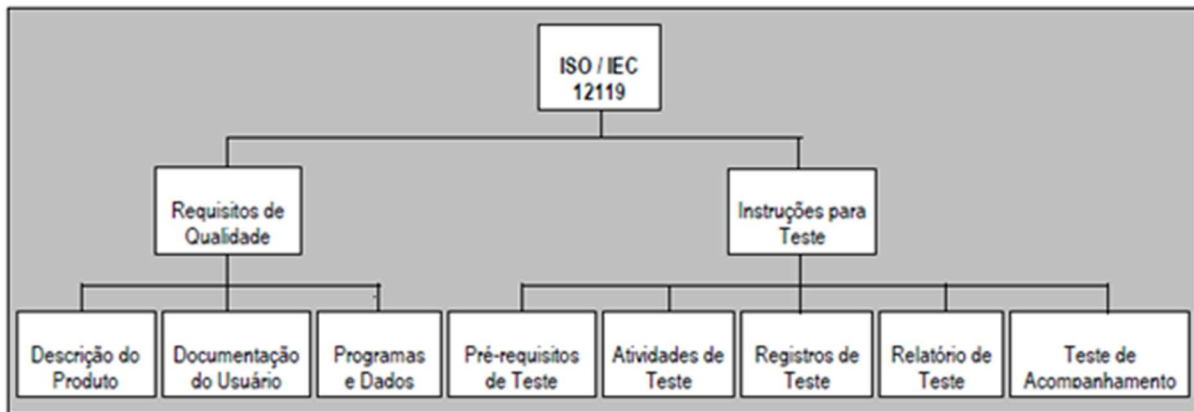 ISO / IEC
12119
Requisitos de
Qualidade
Instruções para
Teste
Descrição do
Produto
Documentação
do Usuário
Programas
e Dados
Pré-requisitos
de Teste
Atividades de
Teste
Registros de
Teste
Relatório de
Teste
Teste de
Acompanhamento